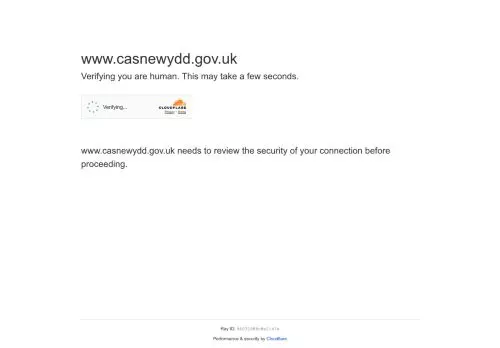 www.casnewydd.gov.uk
Verifying you are human. This may take a few seconds.
Verifying...
CLOUDFLARE
Privacy • Terms
www.casnewydd.gov.uk needs to review the security of your connection before
proceeding.
Ray ID:
Performance & security by Cloudflare